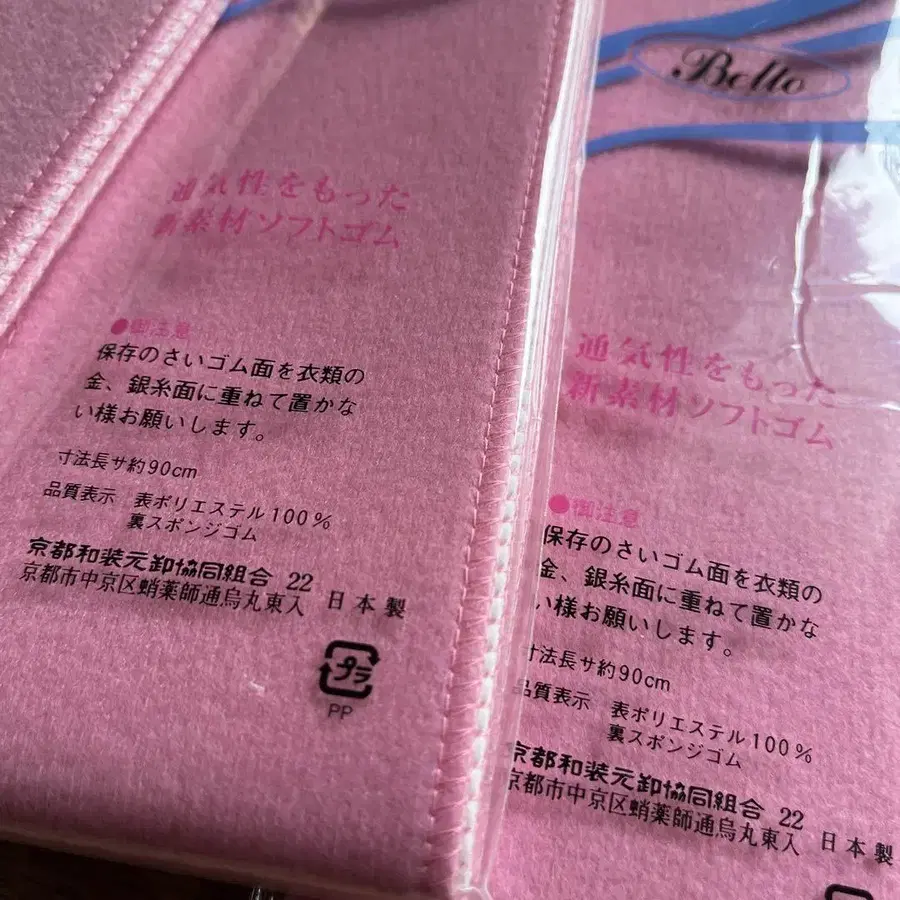 通気性をもった
新素材ソフトゴム
●御注意
保存のさいゴム面を衣類の
金、銀糸面に重ねて置かな
い様お願いします。
寸法長サ約90cm
品質表示 表ポリエステル100%
裏スポンジゴム
京都和装元卸協同組合 22
京都市中京区蛸薬師通烏丸東入 日本製
プラ
PP
Bello
通気性をもった
新素材ソフトゴム
●御注意
保存のさいゴム面を衣類の
金、銀糸面に重ねて置かな
い様お願いします。
寸法長サ約90cm
品質表示 表ポリエステル100%
裏スポンジゴム
京都和装元卸協同組合 22
京都市中京区蛸薬師通烏丸東入 日本製